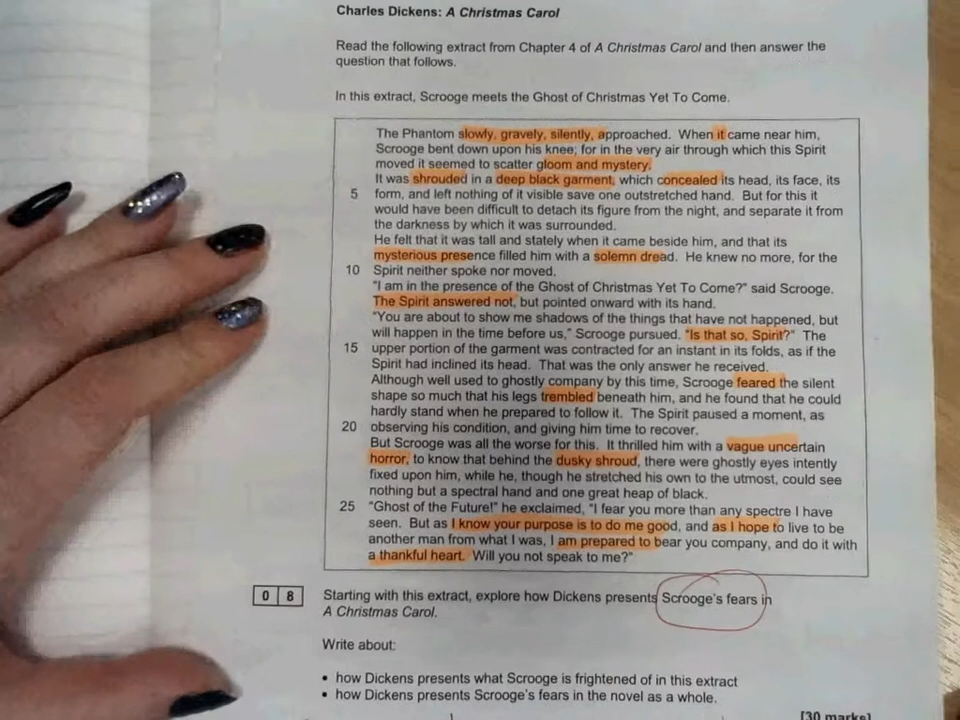 Charles Dickens: A Christmas Carol
Read the following extract from Chapter 4 of A Christmas Carol and then answer the
question that follows.
In this extract, Scrooge meets the Ghost of Christmas Yet To Come.
The Phantom slowly, gravely, silently, approached. When it came near him,
Scrooge bent down upon his knee; for in the very air through which this Spirit
moved it seemed to scatter gloom and mystery.
It was shrouded in a deep black garment, which concealed its head, its face, its
5 form, and left nothing of it visible save one outstretched hand. But for this it
would have been difficult to detach its figure from the night, and separate it from
the darkness by which it was surrounded.
He felt that it was tall and stately when it came beside him, and that its
mysterious presence filled him with a solemn dread. He knew no more, for the
10 Spirit neither spoke nor moved.
"I am in the presence of the Ghost of Christmas Yet To Come?" said Scrooge.
The Spirit answered not, but pointed onward with its hand.
"You are about to show me shadows of the things that have not happened, but
will happen in the time before us," Scrooge pursued. "Is that so, Spirit?" The
15 upper portion of the garment was contracted for an instant in its folds, as if the
Spirit had inclined its head. That was the only answer he received.
Although well used to ghostly company by this time, Scrooge feared the silent
shape so much that his legs trembled beneath him, and he found that he could
hardly stand when he prepared to follow it. The Spirit paused a moment, as
20 observing his condition, and giving him time to recover.
But Scrooge was all the worse for this. It thrilled him with a vague uncertain
horror, to know that behind the dusky shroud, there were ghostly eyes intently
fixed upon him, while he, though he stretched his own to the utmost, could see
nothing but a spectral hand and one great heap of black.
25 "Ghost of the Future!" he exclaimed, "I fear you more than any spectre I have
seen. But as I know your purpose is to do me good, and as I hope to live to be
another man from what I was, I am prepared to bear you company, and do it with
a thankful heart. Will you not speak to me?"
0 8 Starting with this extract, explore how Dickens presents Scrooge's fears in
A Christmas Carol.
Write about:
• how Dickens presents what Scrooge is frightened of in this extract
• how Dickens presents Scrooge's fears in the novel as a whole.
[30 marks]